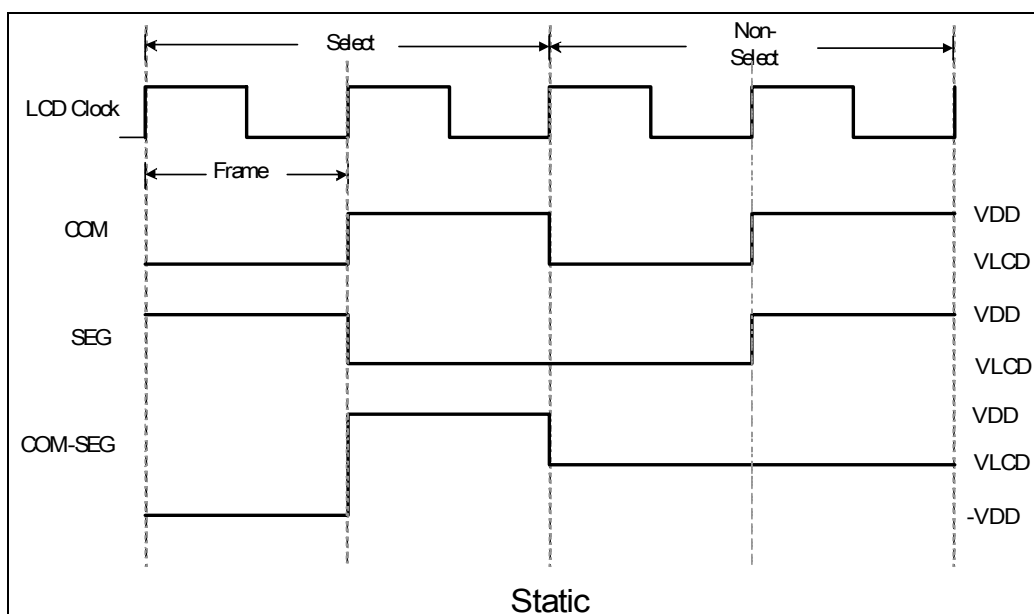 Select
Non-
Select
LCD Clock
Frame
COM
VDD
VLCD
SEG
VDD
VLCD
COM-SEG
VDD
VLCD
-VDD
Static